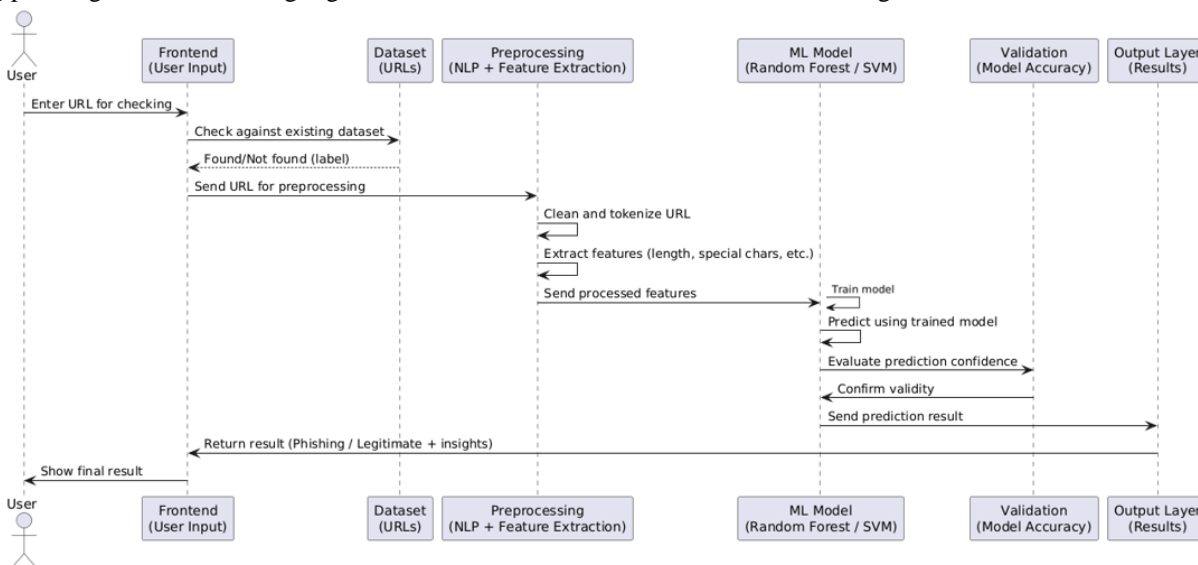 User
Frontend
(User Input)
Dataset
(URLs)
Preprocessing
(NLP + Feature Extraction)
ML Model
(Random Forest / SVM)
Validation
(Model Accuracy)
Output Layer
(Results)
Enter URL for checking
Check against existing dataset
Found/Not found (label)
Send URL for preprocessing
Clean and tokenize URL
Extract features (length, special chars, etc.)
Send processed features
Train model
Predict using trained model
Evaluate prediction confidence
Confirm validity
Send prediction result
Return result (Phishing / Legitimate + insights)
Show final result
User
Frontend
(User Input)
Dataset
(URLs)
Preprocessing
(NLP + Feature Extraction)
ML Model
(Random Forest / SVM)
Validation
(Model Accuracy)
Output Layer
(Results)